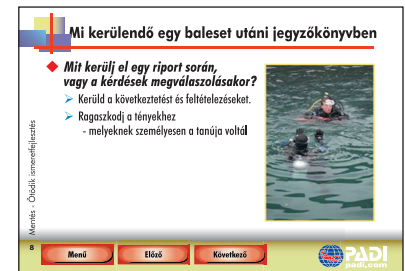 Mi kerülendő egy baleset utáni jegyzőkönyvben
Mit kerülj el egy riport során,
vagy a kérdések megválaszolásakor?
Kerüld a következtetést és feltételezéseket.
Ragaszkodj a tényekhez
- melyeknek személyesen a tanúja voltál
Mentés - Ötödik ismeretfejlesztés
8
Menű
Előző
Következő
PADI
padi.com